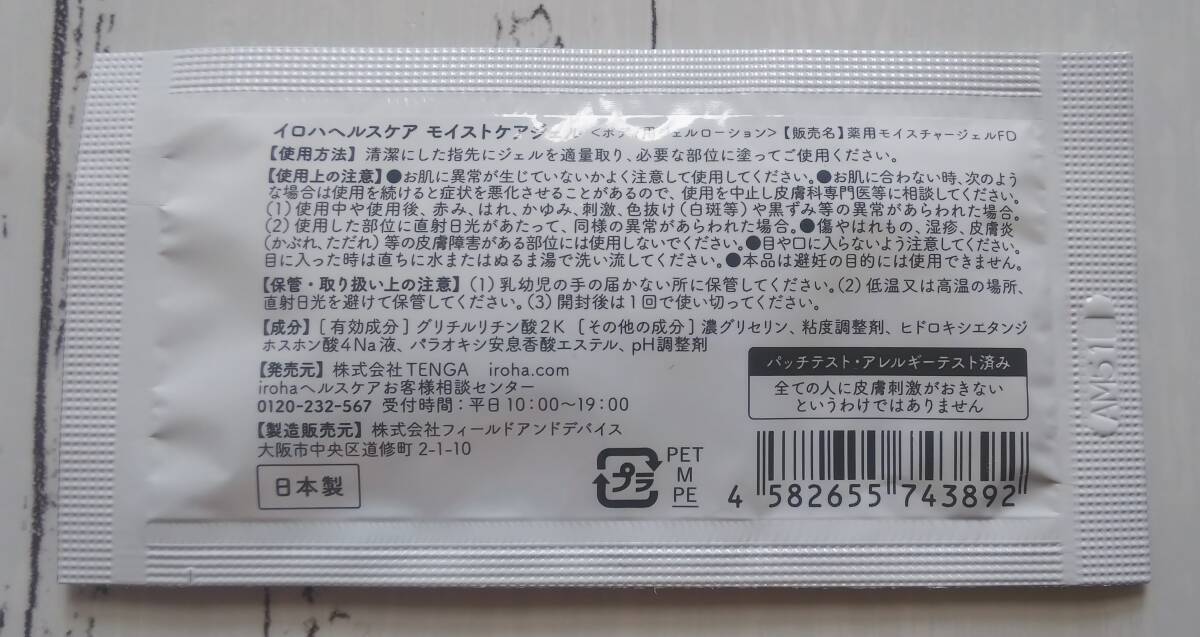 イロハヘルスケア モイストケアジェル <ボディ用ジェルローション>【販売名】薬用モイスチャージェルFD
【使用方法】清潔にした指先にジェルを適量取り、必要な部位に塗ってご使用ください。
【使用上の注意】●お肌に異常が生じていないかよく注意して使用してください。●お肌に合わない時、次のよう
な場合は使用を続けると症状を悪化させることがあるので、使用を中止し皮膚科専門医等に相談してください。
(1)使用中や使用後、赤み、はれ、かゆみ、刺激、色抜け(白斑等)や黒ずみ等の異常があらわれた場合。
(2)使用した部位に直射日光があたって、同様の異常があらわれた場合。●傷やはれもの、湿疹、皮膚炎
(かぶれ、ただれ)等の皮膚障害がある部位には使用しないでください。●目や口に入らないよう注意してください。
目に入った時は直ちに水またはぬるま湯で洗い流してください。●本品は避妊の目的には使用できません。
【保管・取り扱い上の注意】(1)乳幼児の手の届かない所に保管してください。(2)低温又は高温の場所、
直射日光を避けて保管してください。(3)開封後は1回で使い切ってください。
【成分】[有効成分]グリチルリチン酸2K [その他の成分]濃グリセリン、粘度調整剤、ヒドロキシエタンジ
ホスホン酸4Na液、パラオキシ安息香酸エステル、pH調整剤
【発売元】株式会社TENGA iroha.com
irohaヘルスケアお客様相談センター
0120-232-567 受付時間:平日10:00〜19:00
【製造販売元】株式会社フィールドアンドデバイス
大阪市中央区道修町2-1-10
日本製
プラ
PET
M
PE
パッチテスト・アレルギーテスト済み
全ての人に皮膚刺激がおきない
というわけではありません
4 582655 743892
AM51